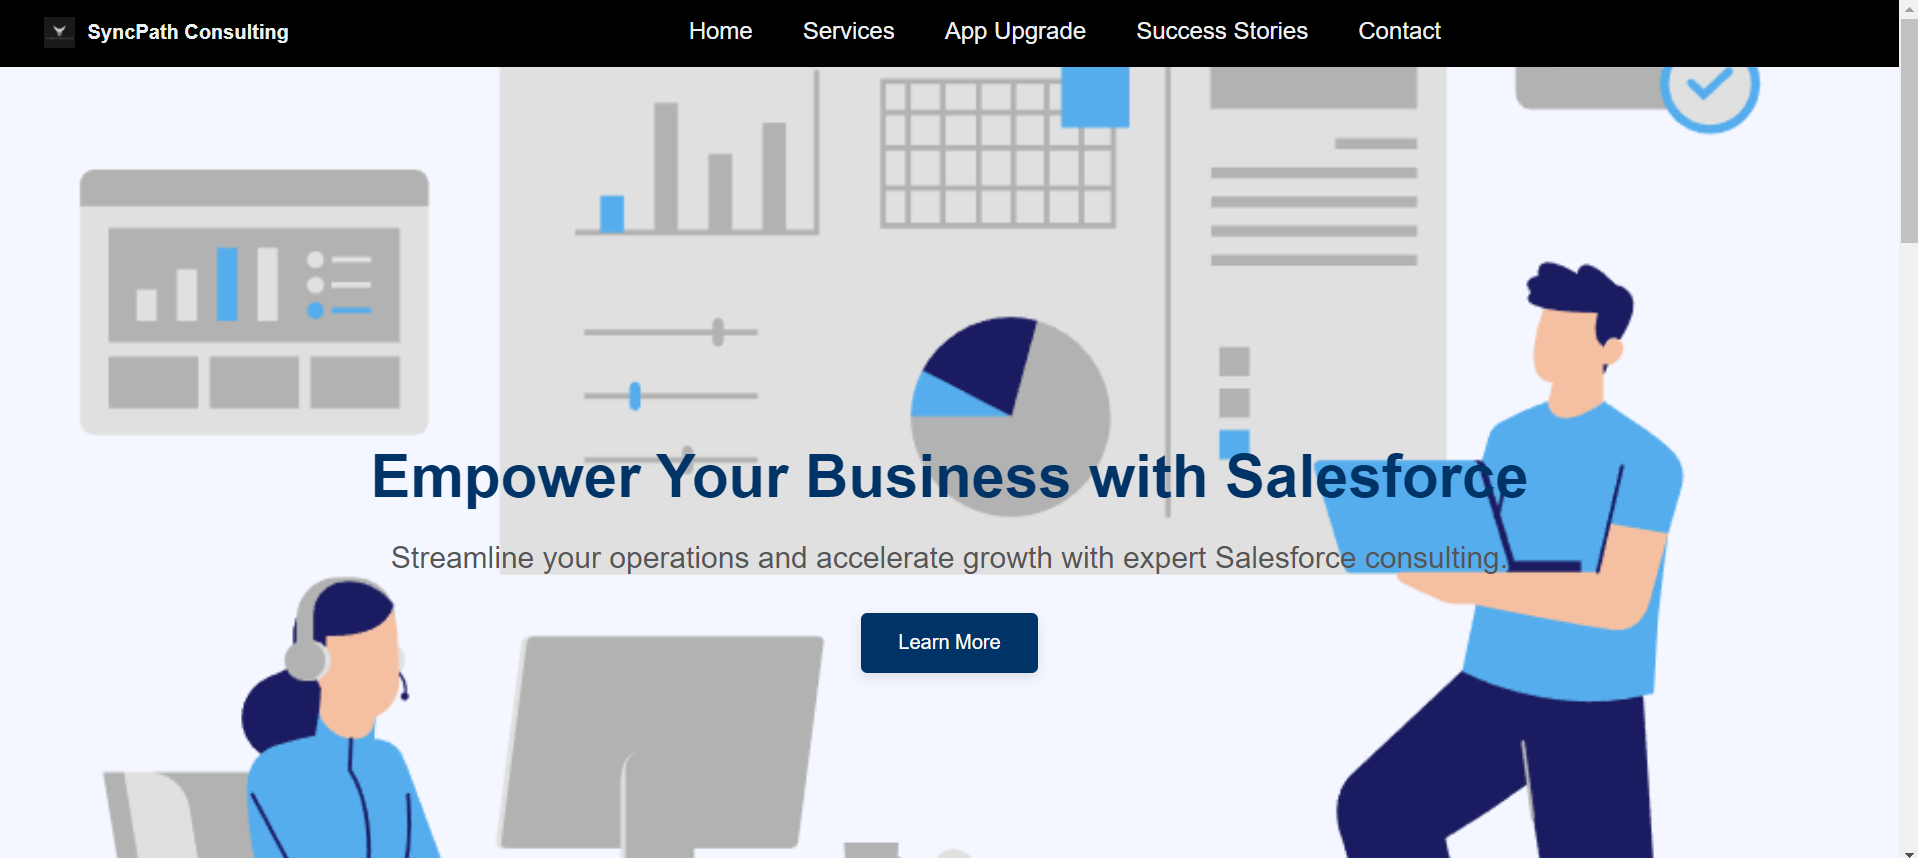 SyncPath Consulting
Home Services App Upgrade Success Stories Contact
Empower Your Business with Salesforce
Streamline your operations and accelerate growth with expert Salesforce consulting.
Learn More